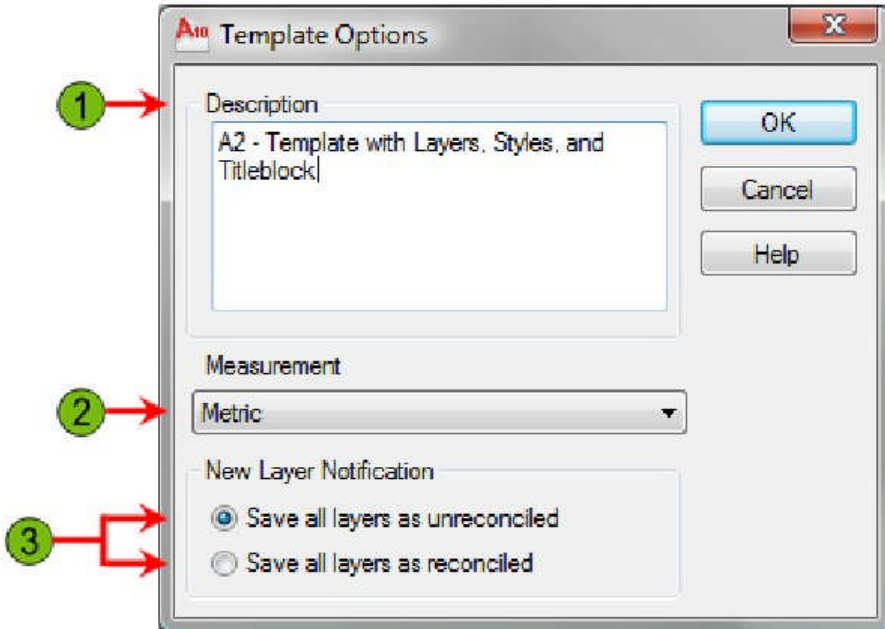 A10 Template Options
1
Description
A2 - Template with Layers, Styles, and
Titleblock
OK
Cancel
Help
Measurement
2
Metric
New Layer Notification
3
Save all layers as unreconciled
Save all layers as reconciled